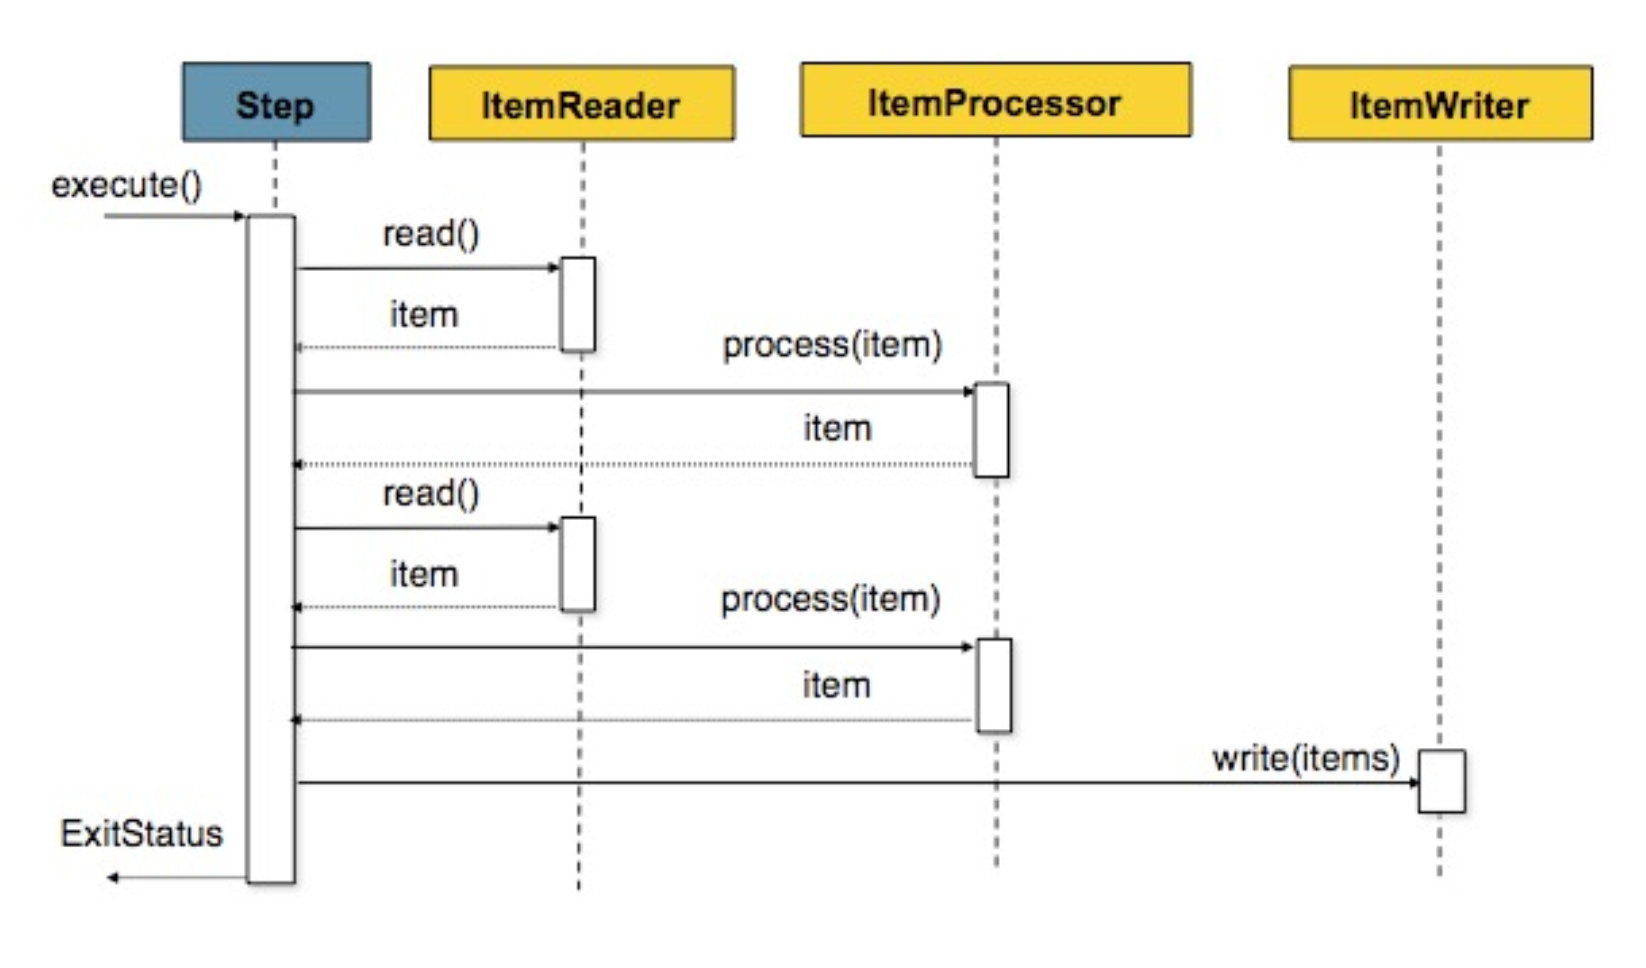 Step
ItemReader
ItemProcessor
ItemWriter
execute()
read()
item
process(item)
item
read()
item
process(item)
item
write(items)
ExitStatus